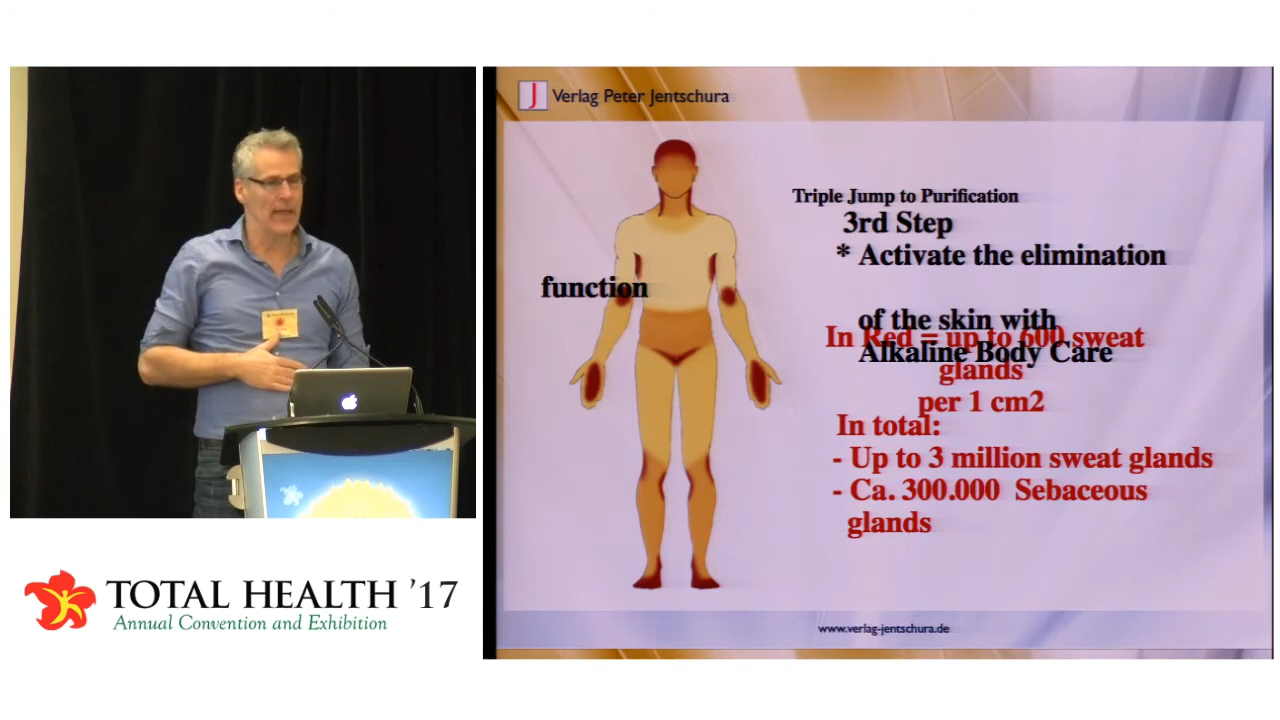 J Verlag Peter Jentschura
Triple Jump to Purification
3rd Step
* Activate the elimination
function
of the skin with
In Red = up to 600 sweat
Alkaline Body Care
glands
per 1 cm2
In total:
- Up to 3 million sweat glands
- Ca. 300.000 Sebaceous
glands
www.verlag-jentschura.de
TOTAL HEALTH '17
Annual Convention and Exhibition